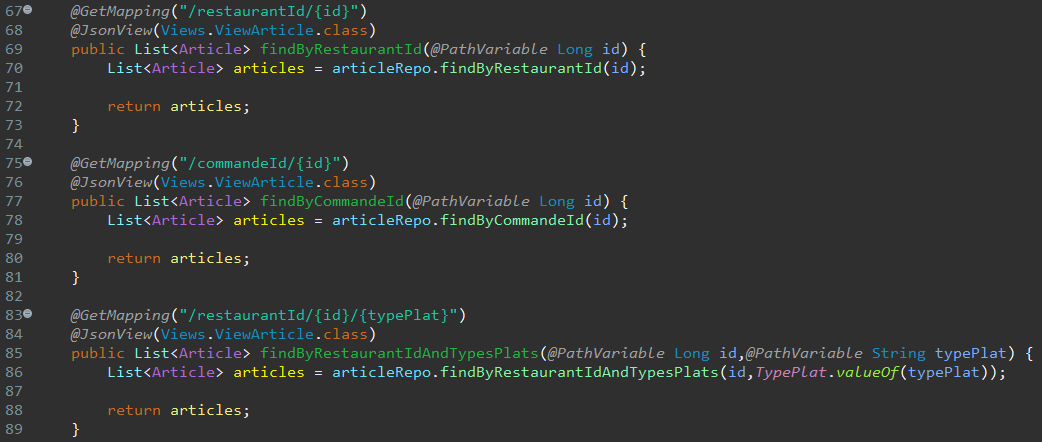 67 @GetMapping("/restaurantId/{id}")
68 @JsonView(Views.ViewArticle.class)
69 public List<Article> findByRestaurantId(@PathVariable Long id) {
70 List<Article> articles = articleRepo.findByRestaurantId(id);
71
72 return articles;
73 }
74
75 @GetMapping("/commandeId/{id}")
76 @JsonView(Views.ViewArticle.class)
77 public List<Article> findByCommandeId(@PathVariable Long id) {
78 List<Article> articles = articleRepo.findByCommandeId(id);
79
80 return articles;
81 }
82
83 @GetMapping("/restaurantId/{id}/{typePlat}")
84 @JsonView(Views.ViewArticle.class)
85 public List<Article> findByRestaurantIdAndTypesPlats(@PathVariable Long id,@PathVariable String typePlat) {
86 List<Article> articles = articleRepo.findByRestaurantIdAndTypesPlats(id,TypePlat.valueOf(typePlat));
87
88 return articles;
89 }